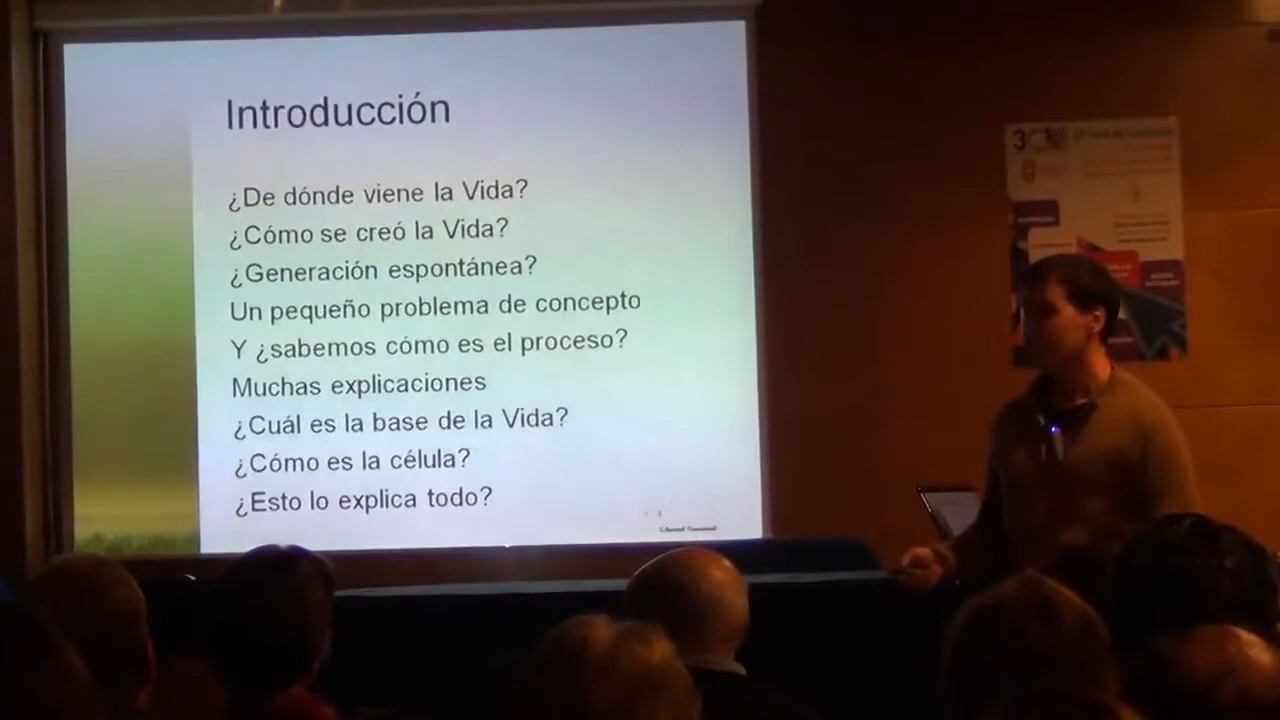 Introducción
¿De dónde viene la Vida?
¿Cómo se creó la Vida?
¿Generación espontánea?
Un pequeño problema de concepto
Y ¿sabemos cómo es el proceso?
Muchas explicaciones
¿Cuál es la base de la Vida?
¿Cómo es la célula?
¿Esto lo explica todo?